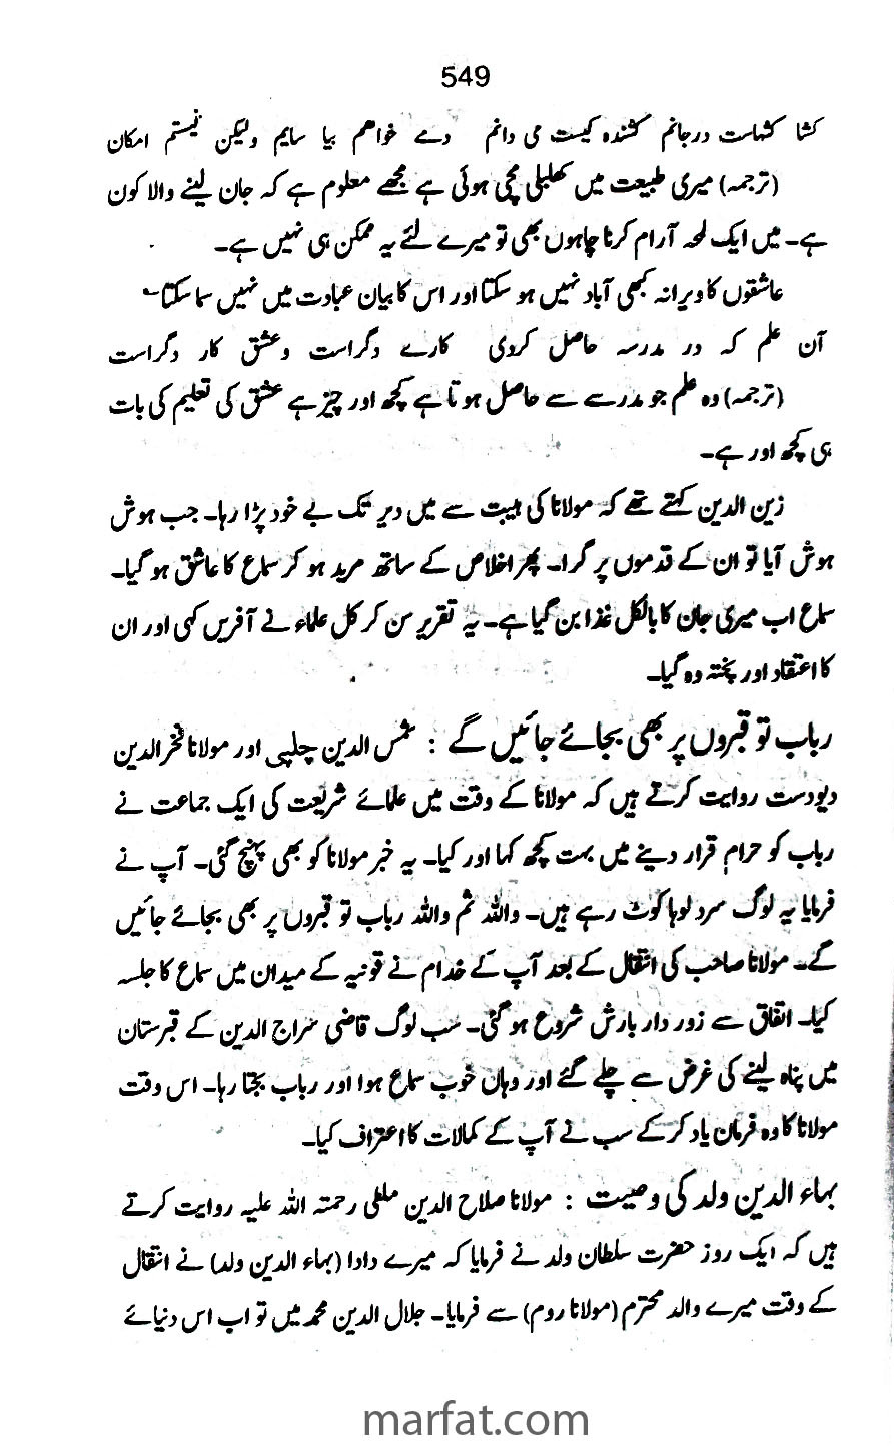 549
کشا کشہاست درجانم کشندہ کیست می دانم دے خواھم بیا سایم ولیکن نیستم امکان
(ترجمہ) میری طبیعت میں کھلبلی مچی ہوئی ہے مجھے معلوم ہے کہ جان لینے والا کون
ہے۔ میں ایک لمحہ آرام کرنا چاہوں بھی تو میرے لئے یہ ممکن ہی نہیں ہے۔
عاشقوں کا ویرانہ کبھی آباد نہیں ہو سکتا اور اس کا بیان عبادت میں نہیں سما سکتا۔
آن علم کہ در مدرسہ حاصل کردی کارے دگراست وعشق کار دگراست
(ترجمہ) وہ علم جو مدرسے سے حاصل ہوتا ہے کچھ اور چیز ہے عشق کی تعلیم کی بات
ہی کچھ اور ہے۔
زین الدین کہتے تھے کہ مولانا کی ہیبت سے میں دیر تک بے خود پڑا رہا۔ جب ہوش
ہوش آیا تو ان کے قدموں پر گرا۔ پھر اخلاص کے ساتھ مرید ہو کر سماع کا عاشق ہو گیا۔
سماع اب میری جان کا بالکل غذا بن گیا ہے۔ یہ تقریر سن کر کل علماء نے آفریں کہی اور ان
کا اعتقاد اور پختہ وہ گیا۔
رباب تو قبروں پر بھی بجائے جائیں گے : شمس الدین چلپی اور مولانا فخر الدین
دیودست روایت کرتے ہیں کہ مولانا کے وقت میں علمائے شریعت کی ایک جماعت نے
رباب کو حرام قرار دینے میں بہت کچھ کہا اور کیا۔ یہ خبر مولانا کو بھی پہنچ گئی۔ آپ نے
فرمایا یہ لوگ سرد لوہا کوٹ رہے ہیں۔ واللہ ثم واللہ رباب تو قبروں پر بھی بجائے جائیں
گے۔ مولانا صاحب کی انتقال کے بعد آپ کے خدام نے قونیہ کے میدان میں سماع کا جلسہ
کیا۔ اتفاق سے زور دار بارش شروع ہو گئی۔ سب لوگ قاضی سراج الدین کے قبرستان
میں پناہ لینے کی غرض سے چلے گئے اور وہاں خوب سماع ہوا اور رباب بجتا رہا۔ اس وقت
مولانا کا وہ فرمان یاد کر کے سب نے آپ کے کمالات کا اعتراف کیا۔
بہاء الدین ولد کی وصیت : مولانا صلاح الدین ملطی رحمتہ اللہ علیہ روایت کرتے
ہیں کہ ایک روز حضرت سلطان ولد نے فرمایا کہ میرے دادا (بہاء الدین ولد) نے انتقال
کے وقت میرے والد محترم (مولانا روم) سے فرمایا۔ جلال الدین محمد میں تو اب اس دنیائے
marfat.com